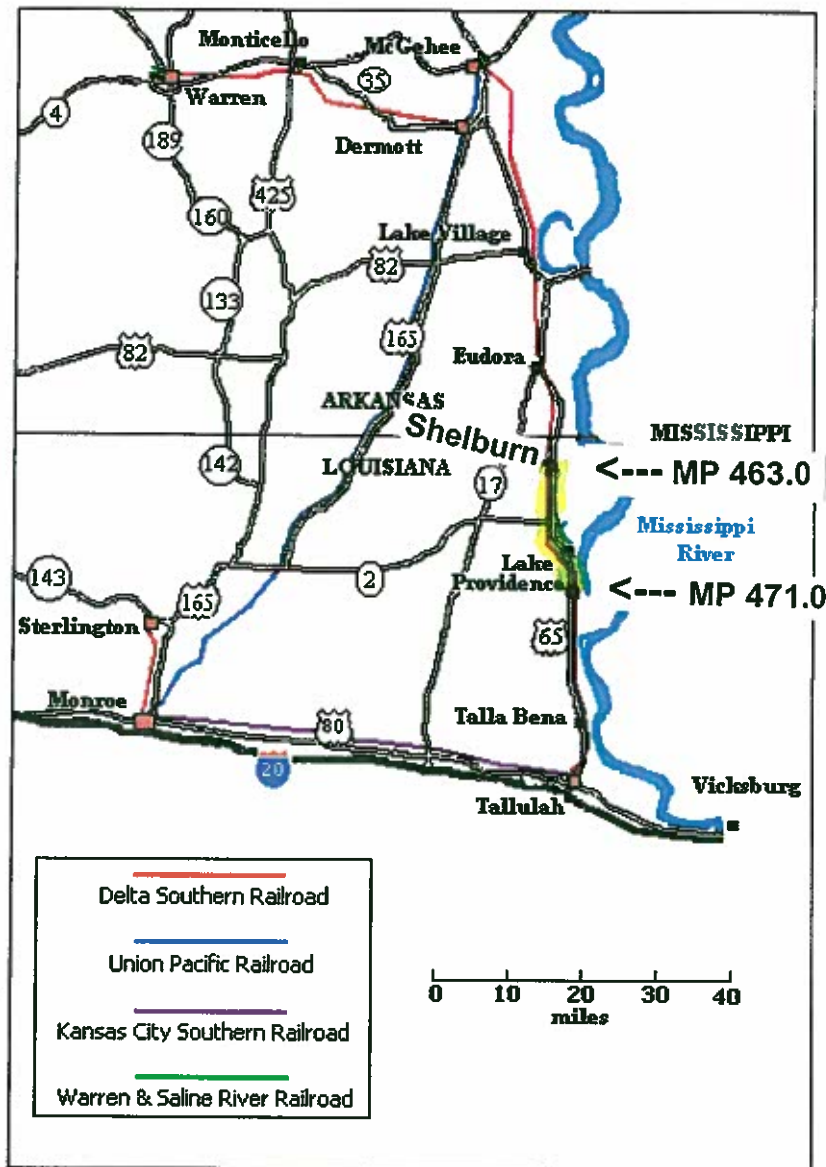 Monticello
McGehee
35
Warren
4
Dermott
189
425
160
Lake Village
82
133
165
82
Eudora
ARKANSAS
Shelburn
MISSISSIPPI
LOUISIANA
<--- MP 463.0
142
17
Mississippi
River
Lake
Providence
<--- MP 471.0
143
2
165
Sterlington
65
Monroe
80
Talla Bena
20
Tallulah
Vicksburg
Delta Southern Railroad
Union Pacific Railroad
Kansas City Southern Railroad
Warren & Saline River Railroad
0 10 20 30 40
miles